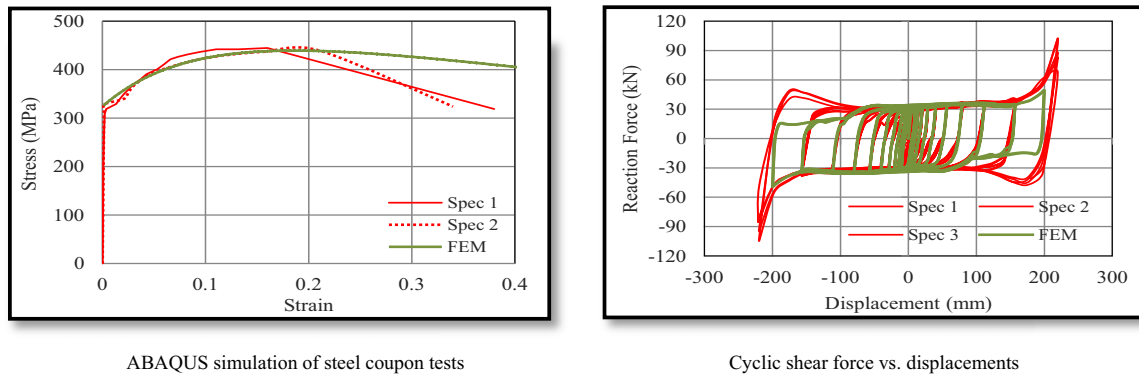 500
400
300
200
100
0
Stress (MPa)
Spec 1
Spec 2
FEM
0 0.1 0.2 0.3 0.4
Strain
ABAQUS simulation of steel coupon tests
120
90
60
30
0
-30
-60
-90
-120
Reaction Force (kN)
Spec 1 Spec 2
Spec 3 FEM
-300 -200 -100 0 100 200 300
Displacement (mm)
Cyclic shear force vs. displacements